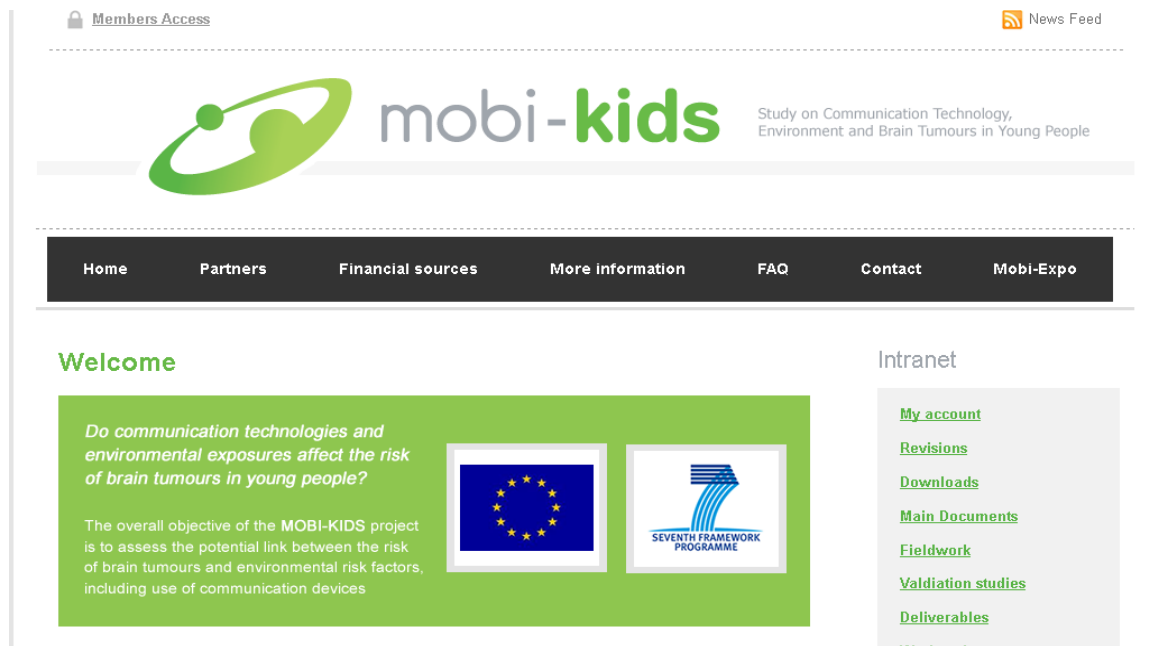 Members Access
News Feed
mobi-kids
Study on Communication Technology,
Environment and Brain Tumours in Young People
Home Partners Financial sources More information FAQ Contact Mobi-Expo
Welcome
Do communication technologies and
environmental exposures affect the risk
of brain tumours in young people?
The overall objective of the MOBI-KIDS project
is to assess the potential link between the risk
of brain tumours and environmental risk factors,
including use of communication devices
SEVENTH FRAMEWORK
PROGRAMME
Intranet
My account
Revisions
Downloads
Main Documents
Fieldwork
Valdiation studies
Deliverables